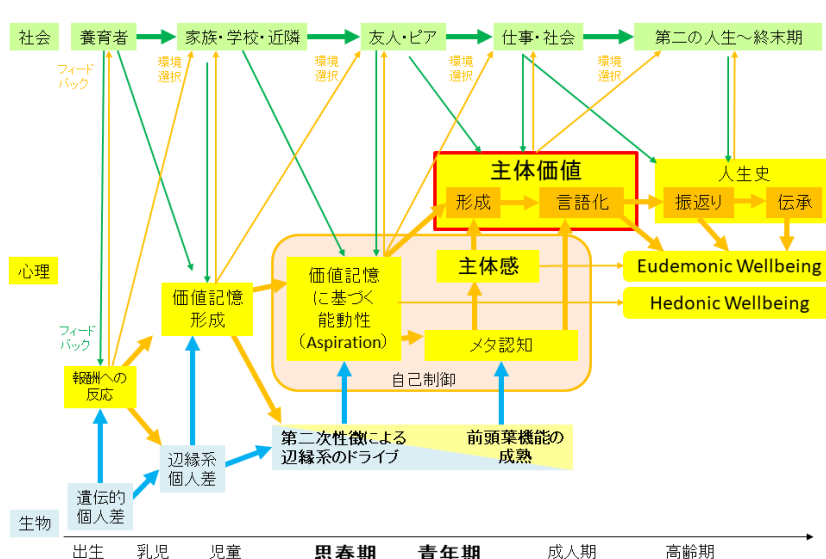 社会
養育者
家族・学校・近隣
友人・ピア
仕事・社会
第二の人生～終末期
フィード
バック
環境
選択
環境
選択
環境
選択
環境
選択
主体価値
形成
言語化
人生史
振返り
伝承
心理
価値記憶
形成
価値記憶
に基づく
能動性
（Aspiration）
主体感
メタ認知
自己制御
Eudemonic Wellbeing
Hedonic Wellbeing
フィード
バック
報酬への
反応
第二次性徴による
辺縁系のドライブ
前頭葉機能の
成熟
辺縁系
個人差
遺伝的
個人差
生物
出生
乳児
児童
思春期
青年期
成人期
高齢期